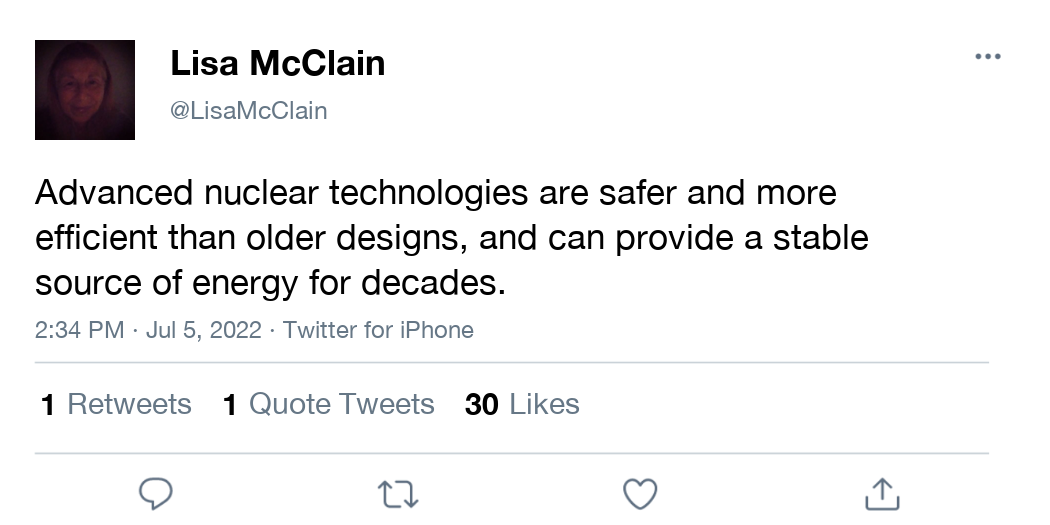 Lisa McClain
@LisaMcClain
Advanced nuclear technologies are safer and more
efficient than older designs, and can provide a stable
source of energy for decades.
2:34 PM · Jul 5, 2022 · Twitter for iPhone
1 Retweets 1 Quote Tweets 30 Likes